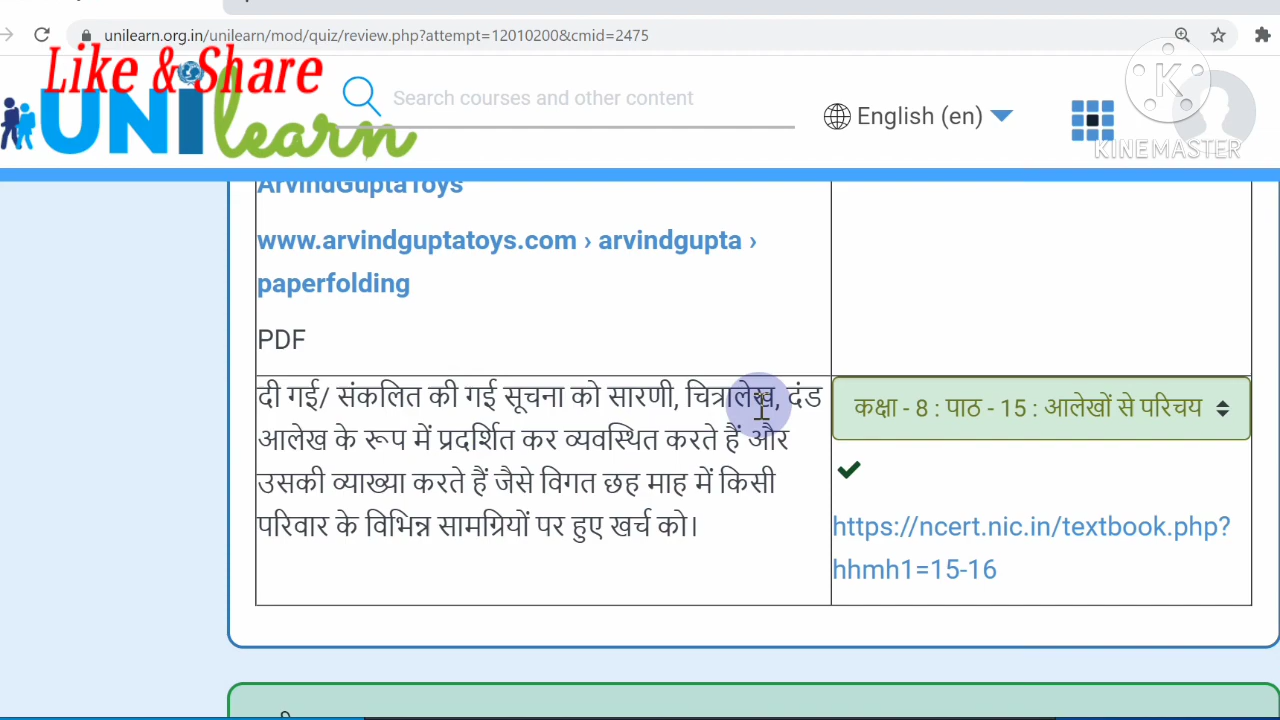 unilearn.org.in/unilearn/mod/quiz/review.php?attempt=12010200&cmid=2475
Like & Share
UNIlearn
Search courses and other content
English (en)
K
KINEMASTER
ArvindGuptaToys
www.arvindguptatoys.com › arvindgupta ›
paperfolding
PDF
दी गई/ संकलित की गई सूचना को सारणी, चित्रालेख, दंड
आलेख के रूप में प्रदर्शित कर व्यवस्थित करते हैं और
उसकी व्याख्या करते हैं जैसे विगत छह माह में किसी
परिवार के विभिन्न सामग्रियों पर हुए खर्च को।
कक्षा - 8 : पाठ - 15 : आलेखों से परिचय
https://ncert.nic.in/textbook.php?
hhmh1=15-16